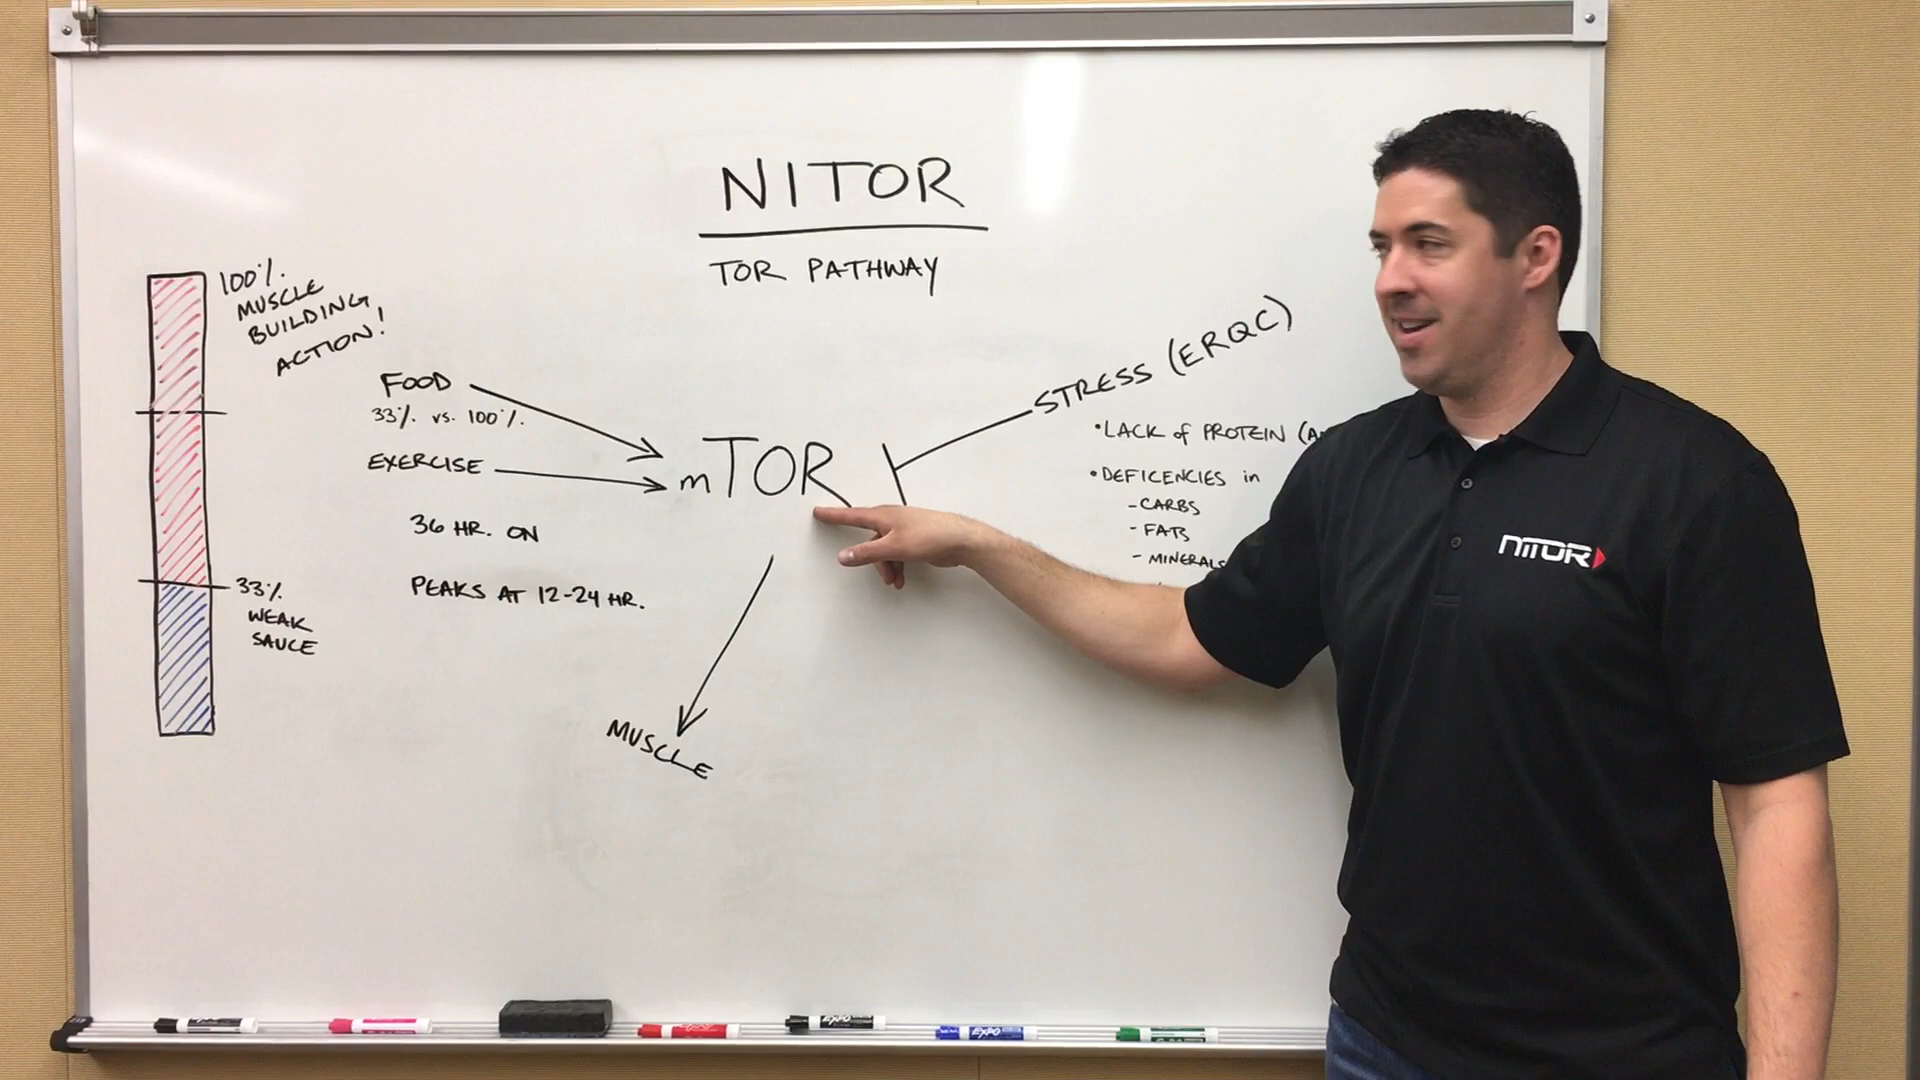 NITOR
TOR PATHWAY
100%
MUSCLE
BUILDING
ACTION!
FOOD
33% vs. 100%.
EXERCISE
36 HR. ON
PEAKS AT 12-24 HR.
33%
WEAK
SAUCE
mTOR
MUSCLE
STRESS (ERQC)
•LACK of PROTEIN (A
•DEFICENCIES in
-CARBS
-FATS
-MINERALS
NITOR
EXPO
EXPO